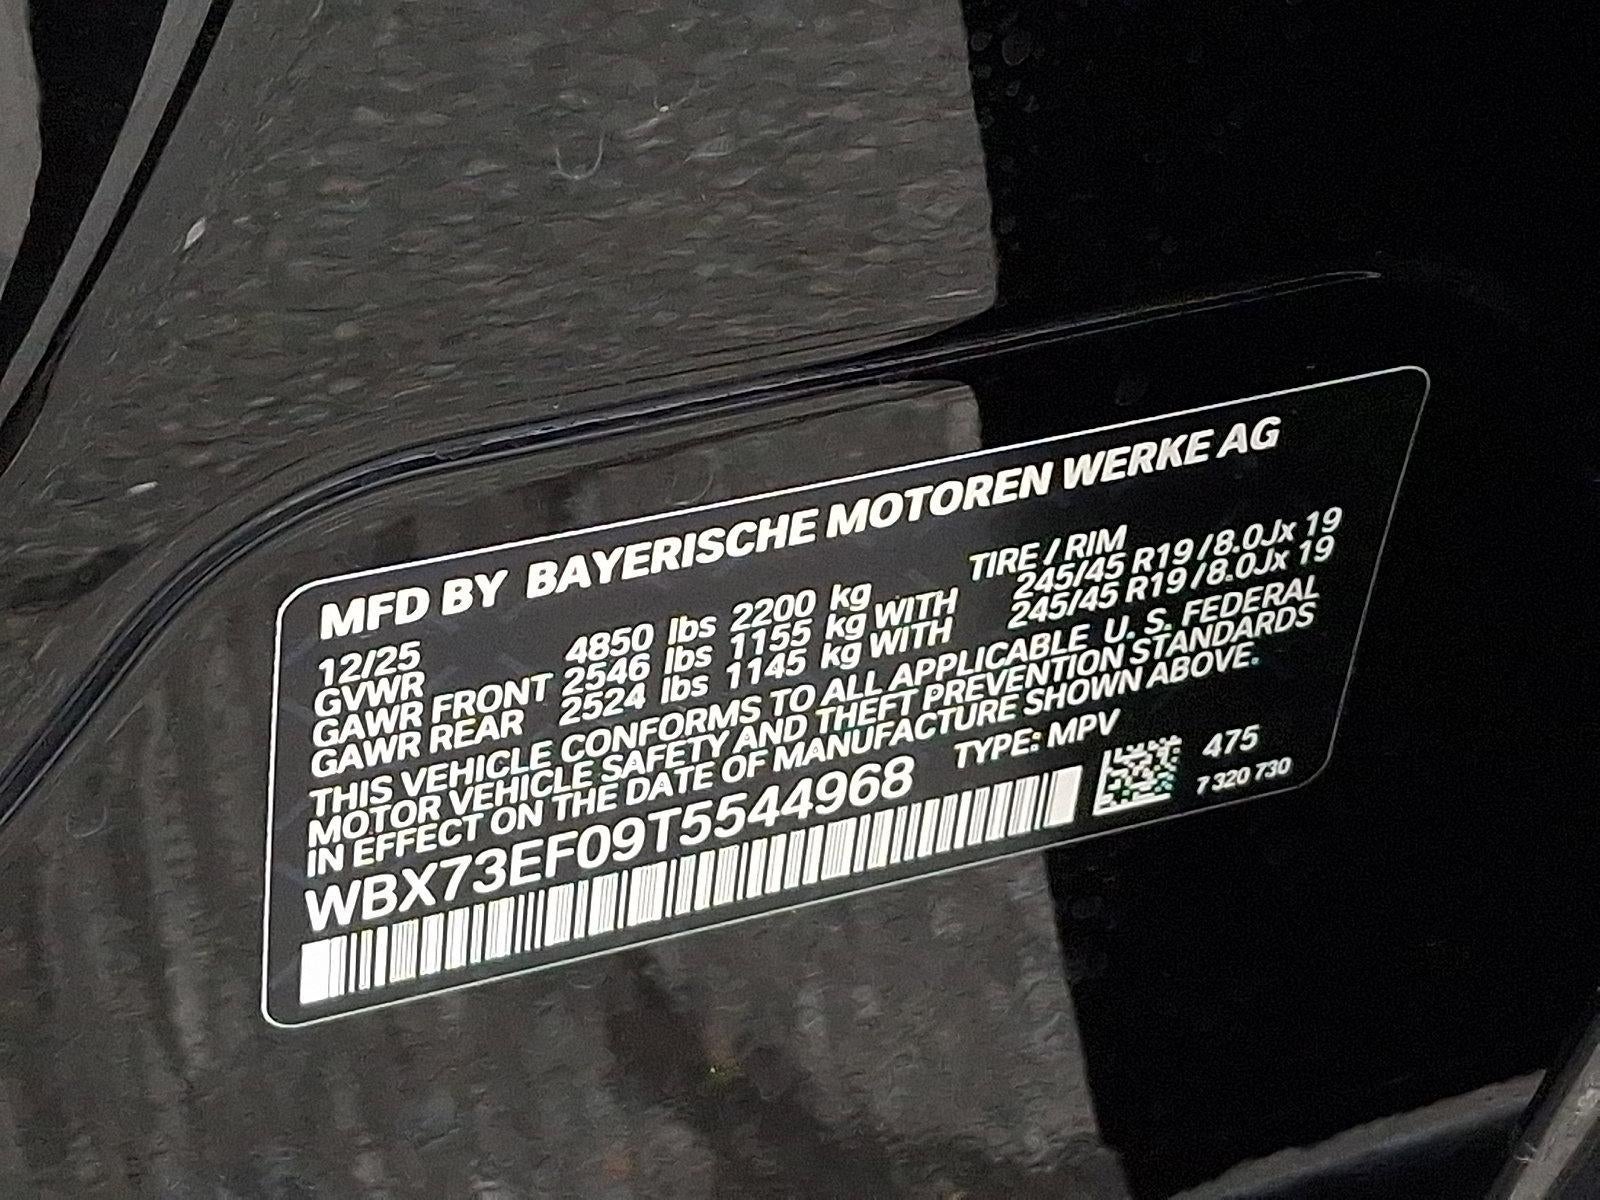 MFD BY BAYERISCHE MOTOREN WERKE AG
12/25 TIRE / RIM
GVWR 4850 lbs 2200 kg
GAWR FRONT 2546 lbs 1155 kg WITH 245/45 R19 / 8.0Jx 19
GAWR REAR 2524 lbs 1145 kg WITH 245/45 R19 / 8.0Jx 19
THIS VEHICLE CONFORMS TO ALL APPLICABLE U. S. FEDERAL
MOTOR VEHICLE SAFETY AND THEFT PREVENTION STANDARDS
IN EFFECT ON THE DATE OF MANUFACTURE SHOWN ABOVE.
WBX73EF09T5544968 TYPE: MPV
475
7 320 730